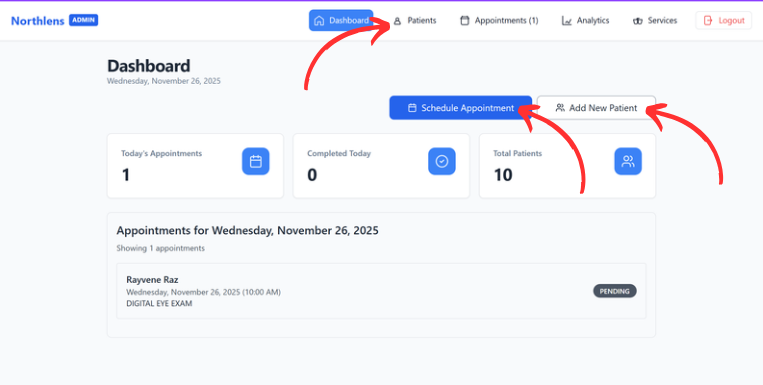 Northlens ADMIN Dashboard Patients Appointments (1) Analytics Services Logout
Dashboard
Wednesday, November 26, 2025
Schedule Appointment Add New Patient
Today's Appointments
1
Completed Today
0
Total Patients
10
Appointments for Wednesday, November 26, 2025
Showing 1 appointments
Rayvene Raz
Wednesday, November 26, 2025 (10:00 AM)
DIGITAL EYE EXAM
PENDING